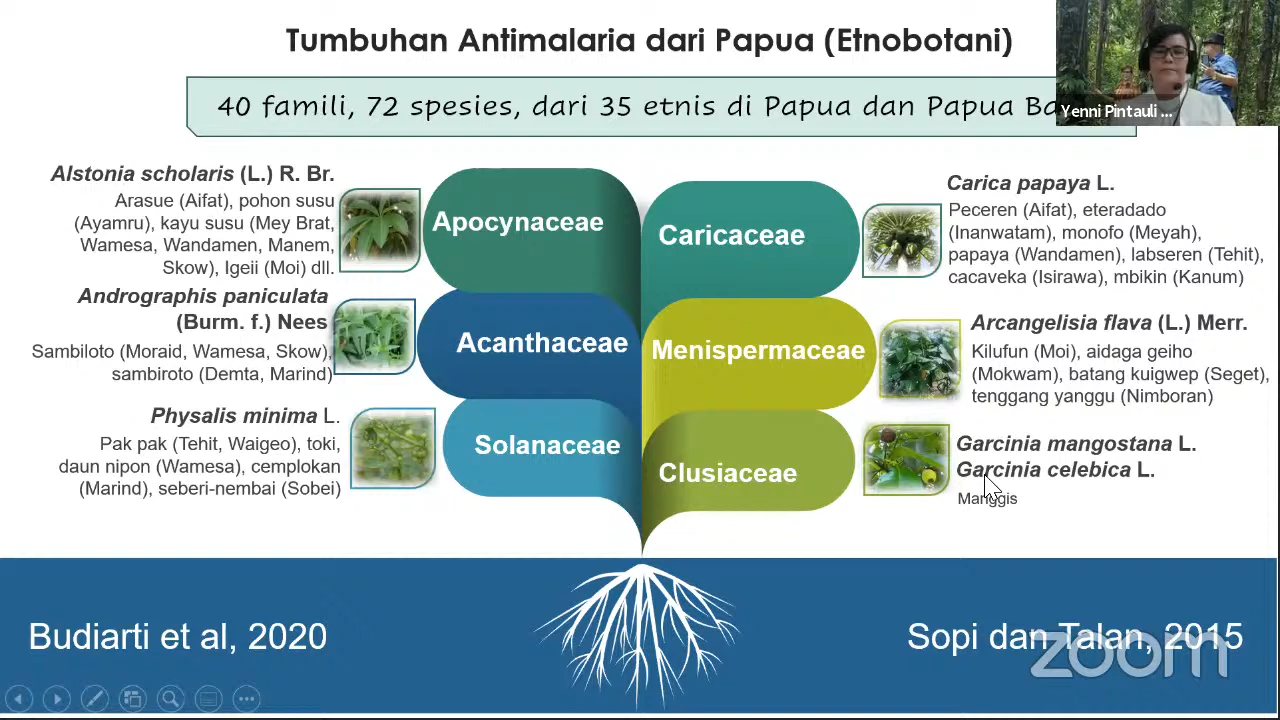 Tumbuhan Antimalaria dari Papua (Etnobotani)
40 famili, 72 spesies, dari 35 etnis di Papua dan Papua Ba
Yenni Pintauli ...
Alstonia scholaris (L.) R. Br.
Arasue (Aifat), pohon susu
(Ayamru), kayu susu (Mey Brat,
Wamesa, Wandamen, Manem,
Skow), Igeii (Moi) dll.
Apocynaceae
Andrographis paniculata
(Burm. f.) Nees
Sambiloto (Moraid, Wamesa, Skow),
sambiroto (Demta, Marind)
Acanthaceae
Physalis minima L.
Pak pak (Tehit, Waigeo), toki,
daun nipon (Wamesa), cemplokan
(Marind), seberi-nembai (Sobei)
Solanaceae
Caricaceae
Carica papaya L.
Peceren (Aifat), eteradado
(Inanwatam), monofo (Meyah),
papaya (Wandamen), labseren (Tehit),
cacaveka (Isirawa), mbikin (Kanum)
Menispermaceae
Arcangelisia flava (L.) Merr.
Kilufun (Moi), aidaga geiho
(Mokwam), batang kuigwep (Seget),
tenggang yanggu (Nimboran)
Clusiaceae
Garcinia mangostana L.
Garcinia celebica L.
Manggis
Budiarti et al, 2020
Sopi dan Talan, 2015
zoom